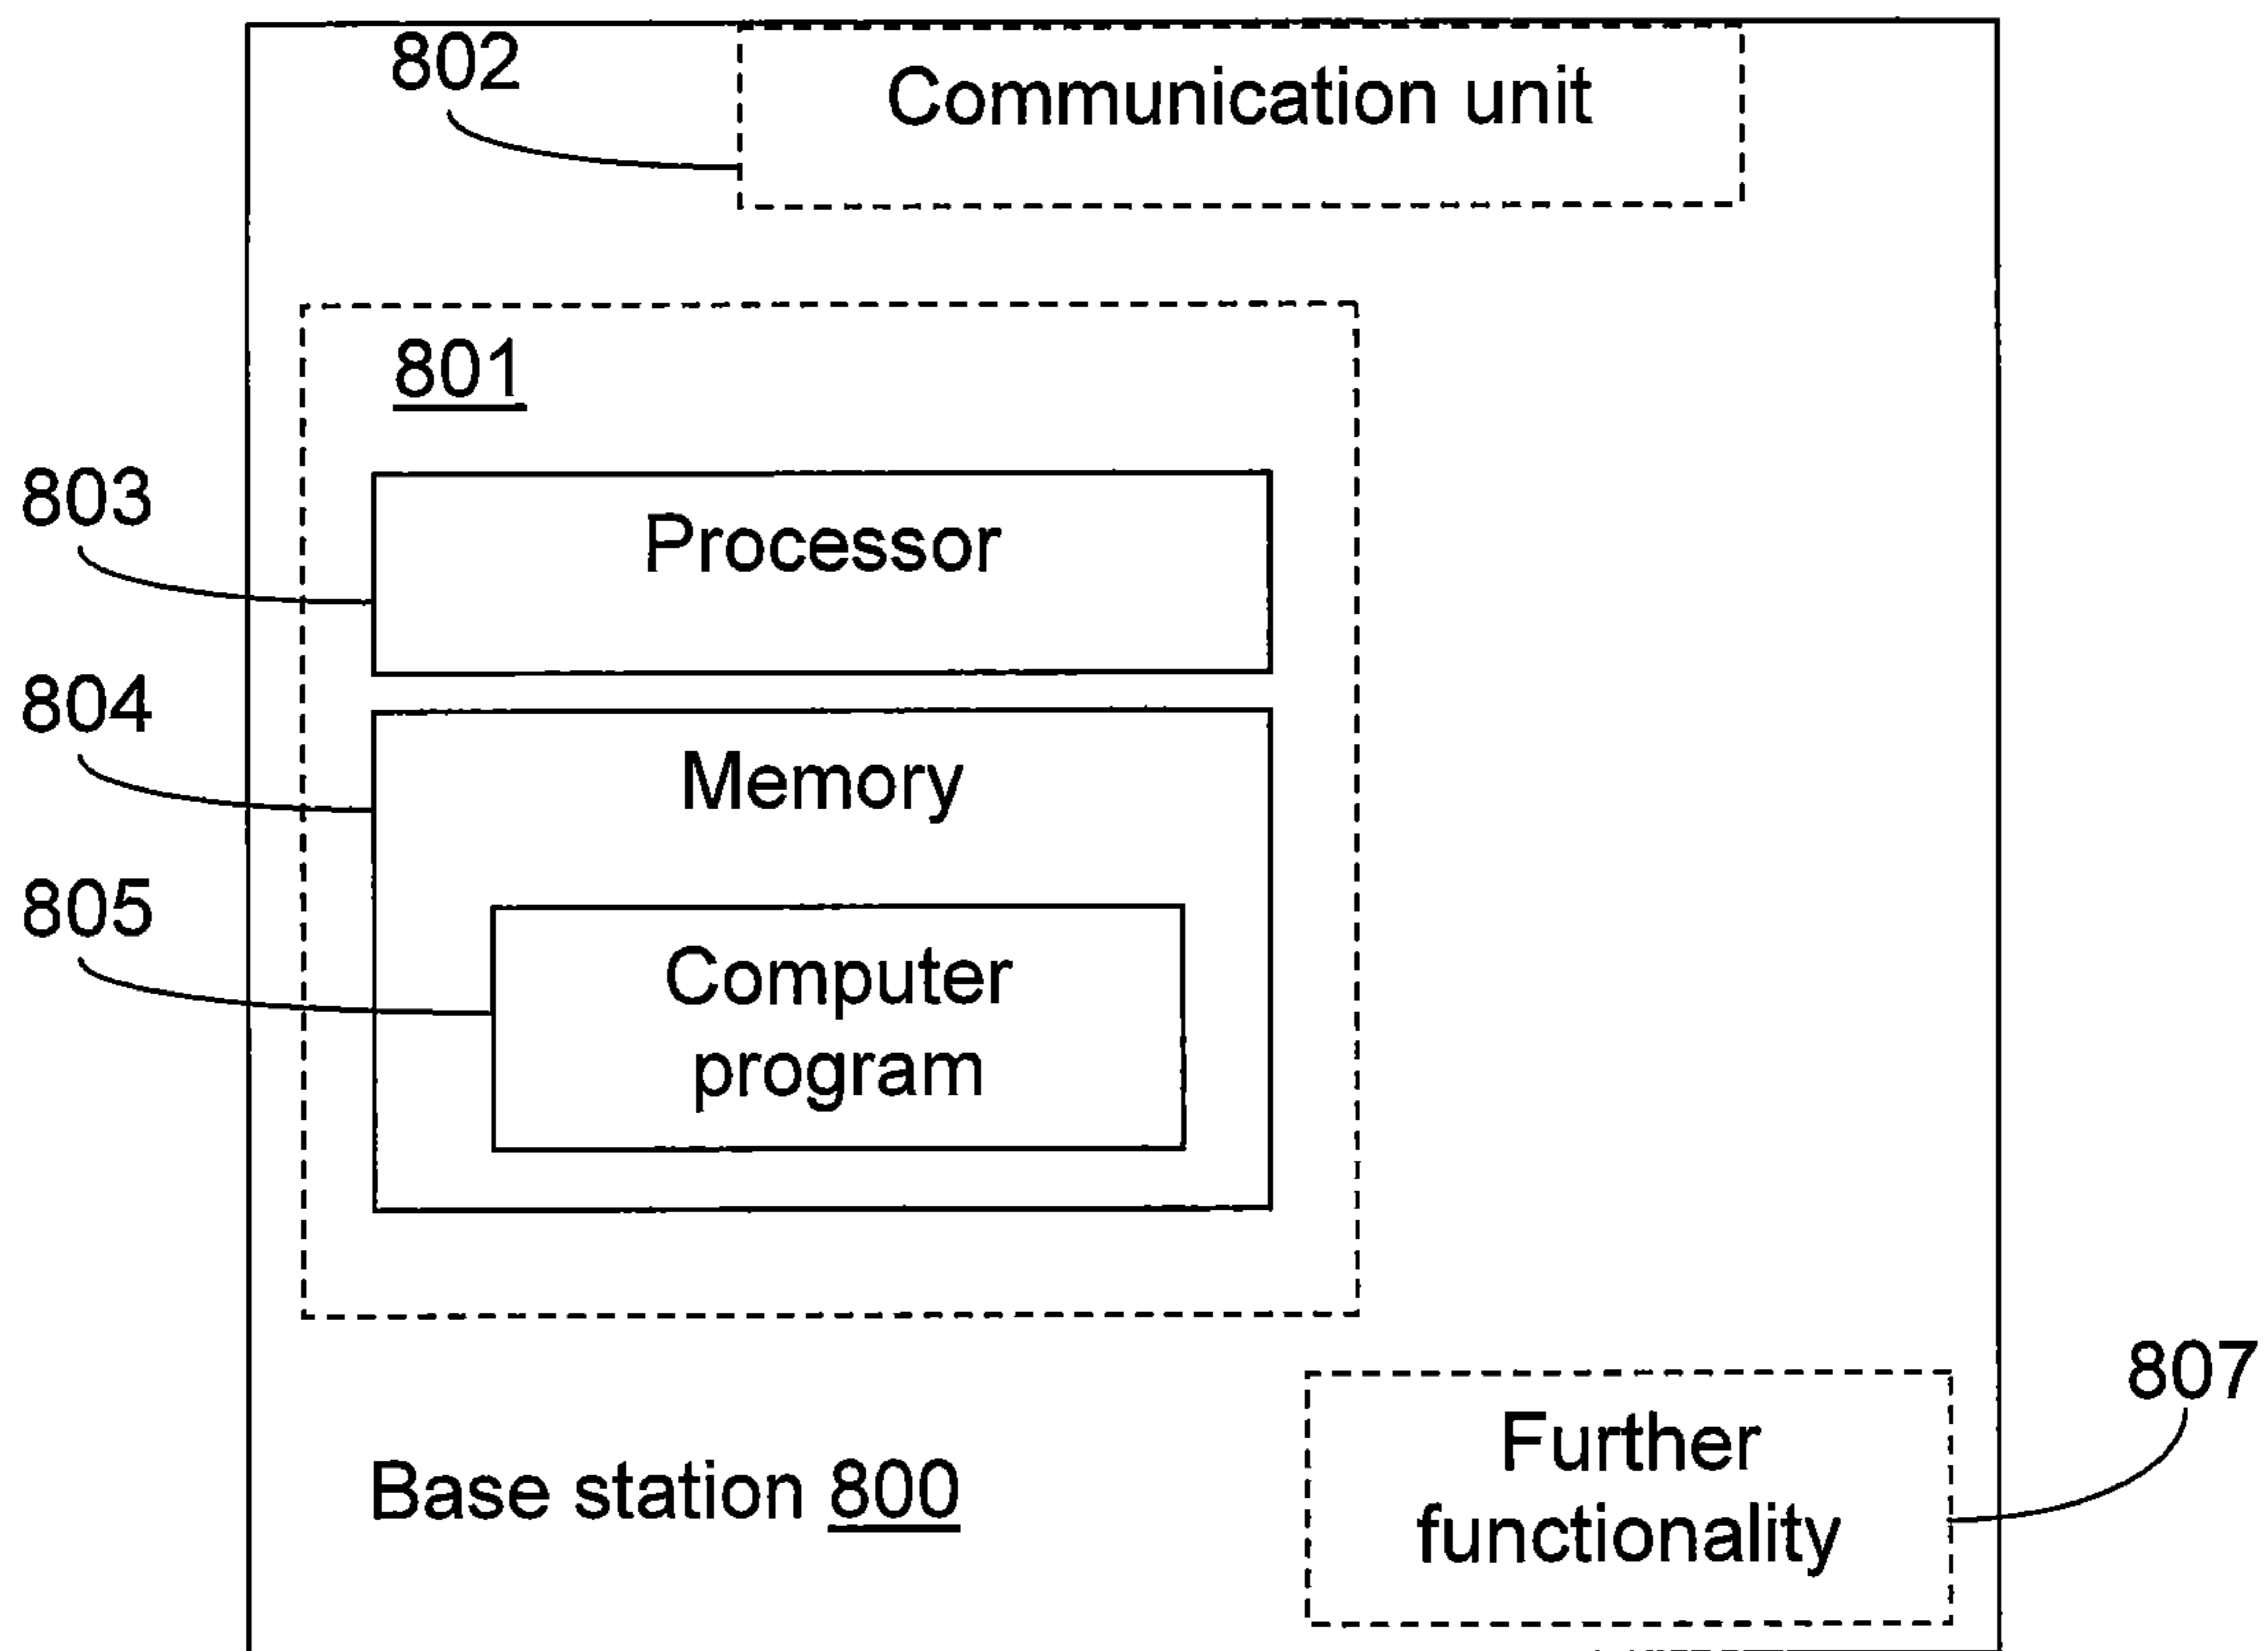 802
Communication unit
801
803
Processor
804
Memory
805
Computer
program
807
Further
functionality
Base station 800